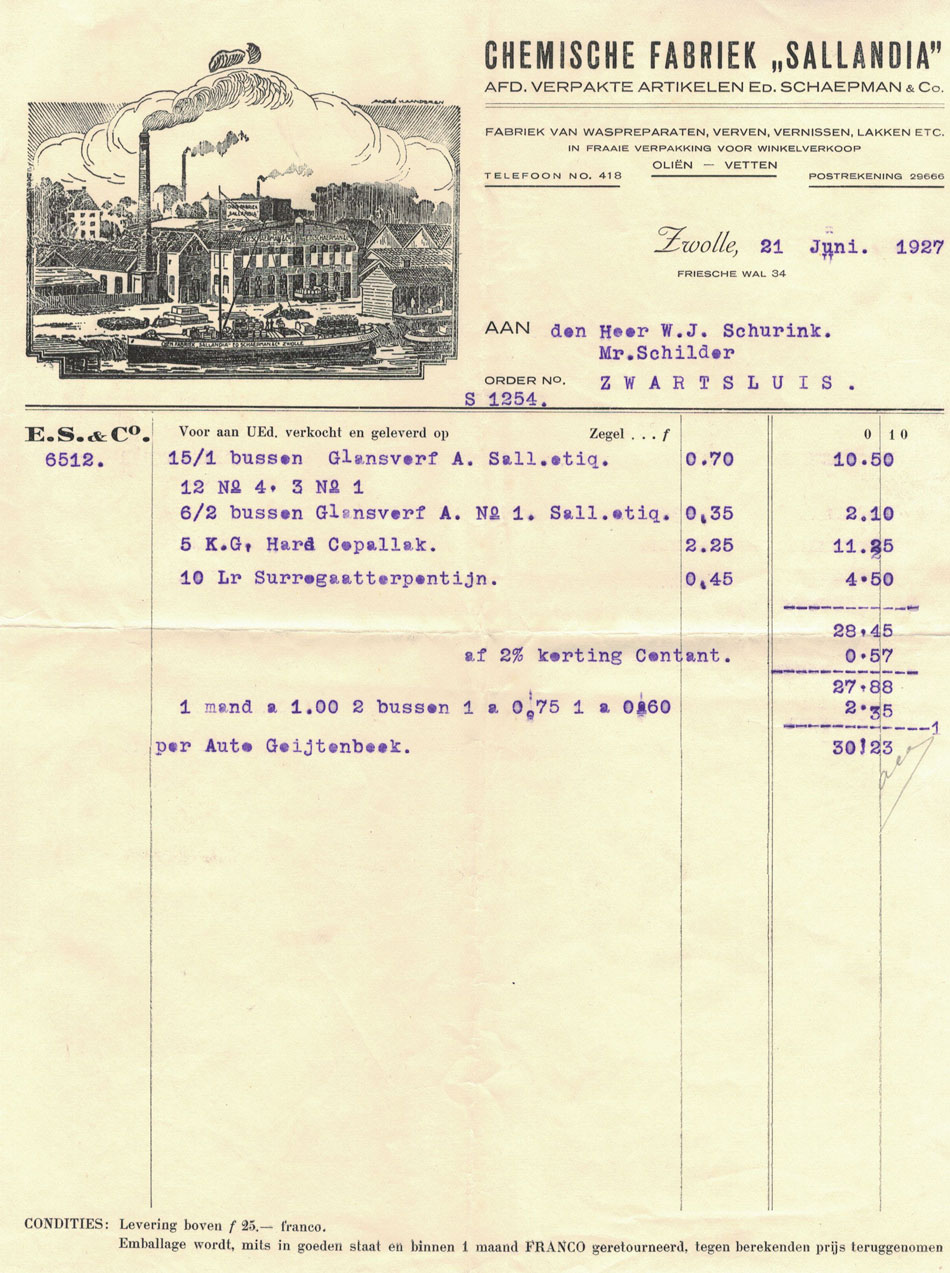 CHEMISCHE FABRIEK „SALLANDIA”
AFD. VERPAKTE ARTIKELEN ED. SCHAEPMAN & Co.
FABRIEK VAN WASPREPARATEN, VERVEN, VERNISSEN, LAKKEN ETC.
IN FRAAIE VERPAKKING VOOR WINKELVERKOOP
OLIËN — VETTEN
TELEFOON NO. 418 POSTREKENING 29666
Zwolle, 21 Juni. 1927
FRIESCHE WAL 34
AAN den Heer W.J. Schurink.
Mr.Schilder
ORDER No. ZWARTSLUIS.
S 1254.
E.S.&Co. Voor aan UEd. verkocht en geleverd op Zegel . . . f 0 10
6512. 15/1 bussen Glansverf A. Sall.etiq. 0.70 10.50
12 No 4. 3 No 1
6/2 bussen Glansverf A. No 1. Sall.etiq. 0,35 2.10
5 K.G. Hard Copallak. 2.25 11.25
10 Lr Surrogaatterpentijn. 0,45 4.50
28.45
af 2% korting Contant. 0.57
27.88
1 mand a 1.00 2 bussen 1 a 0.75 1 a 0.60 2.35
1
per Auto Geijtenbeek. 30.23
CONDITIES: Levering boven f 25.— franco.
Emballage wordt, mits in goeden staat en binnen 1 maand FRANCO geretourneerd, tegen berekenden prijs teruggenomen